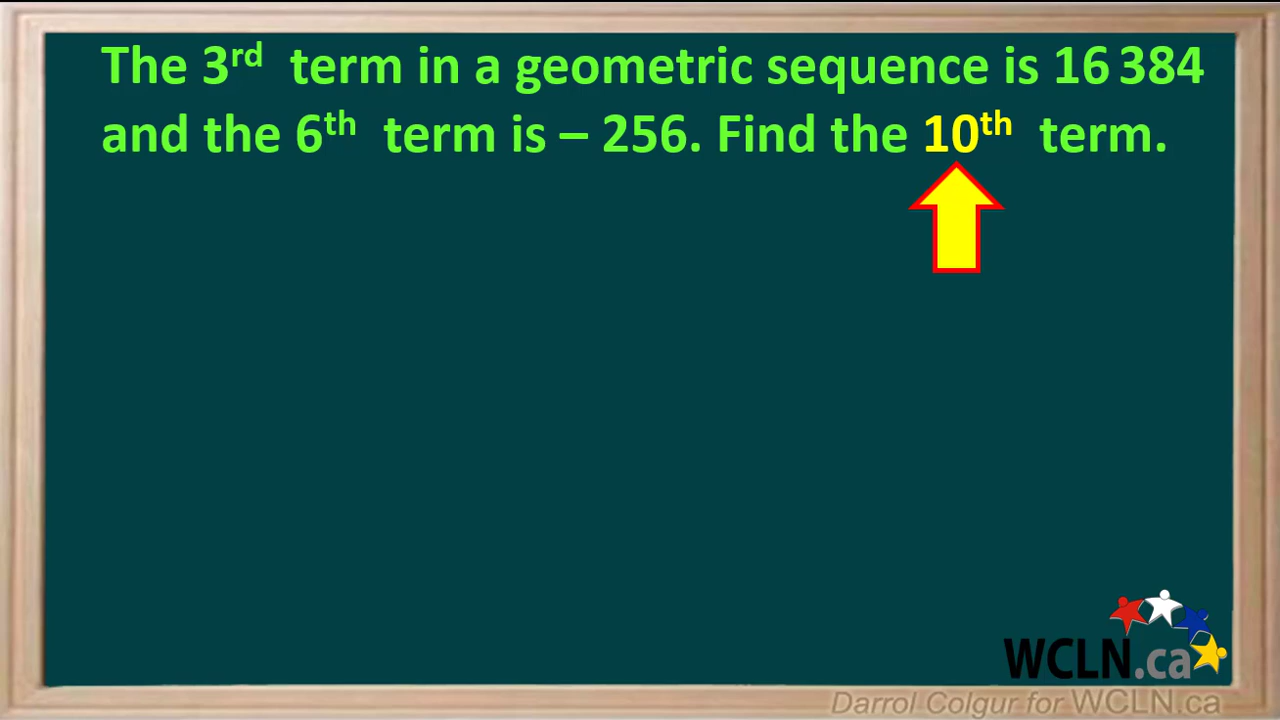 The 3rd term in a geometric sequence is 16 384
and the 6th term is – 256. Find the 10th term.
WCLN.ca
Darrol Colgur for WCLN.ca